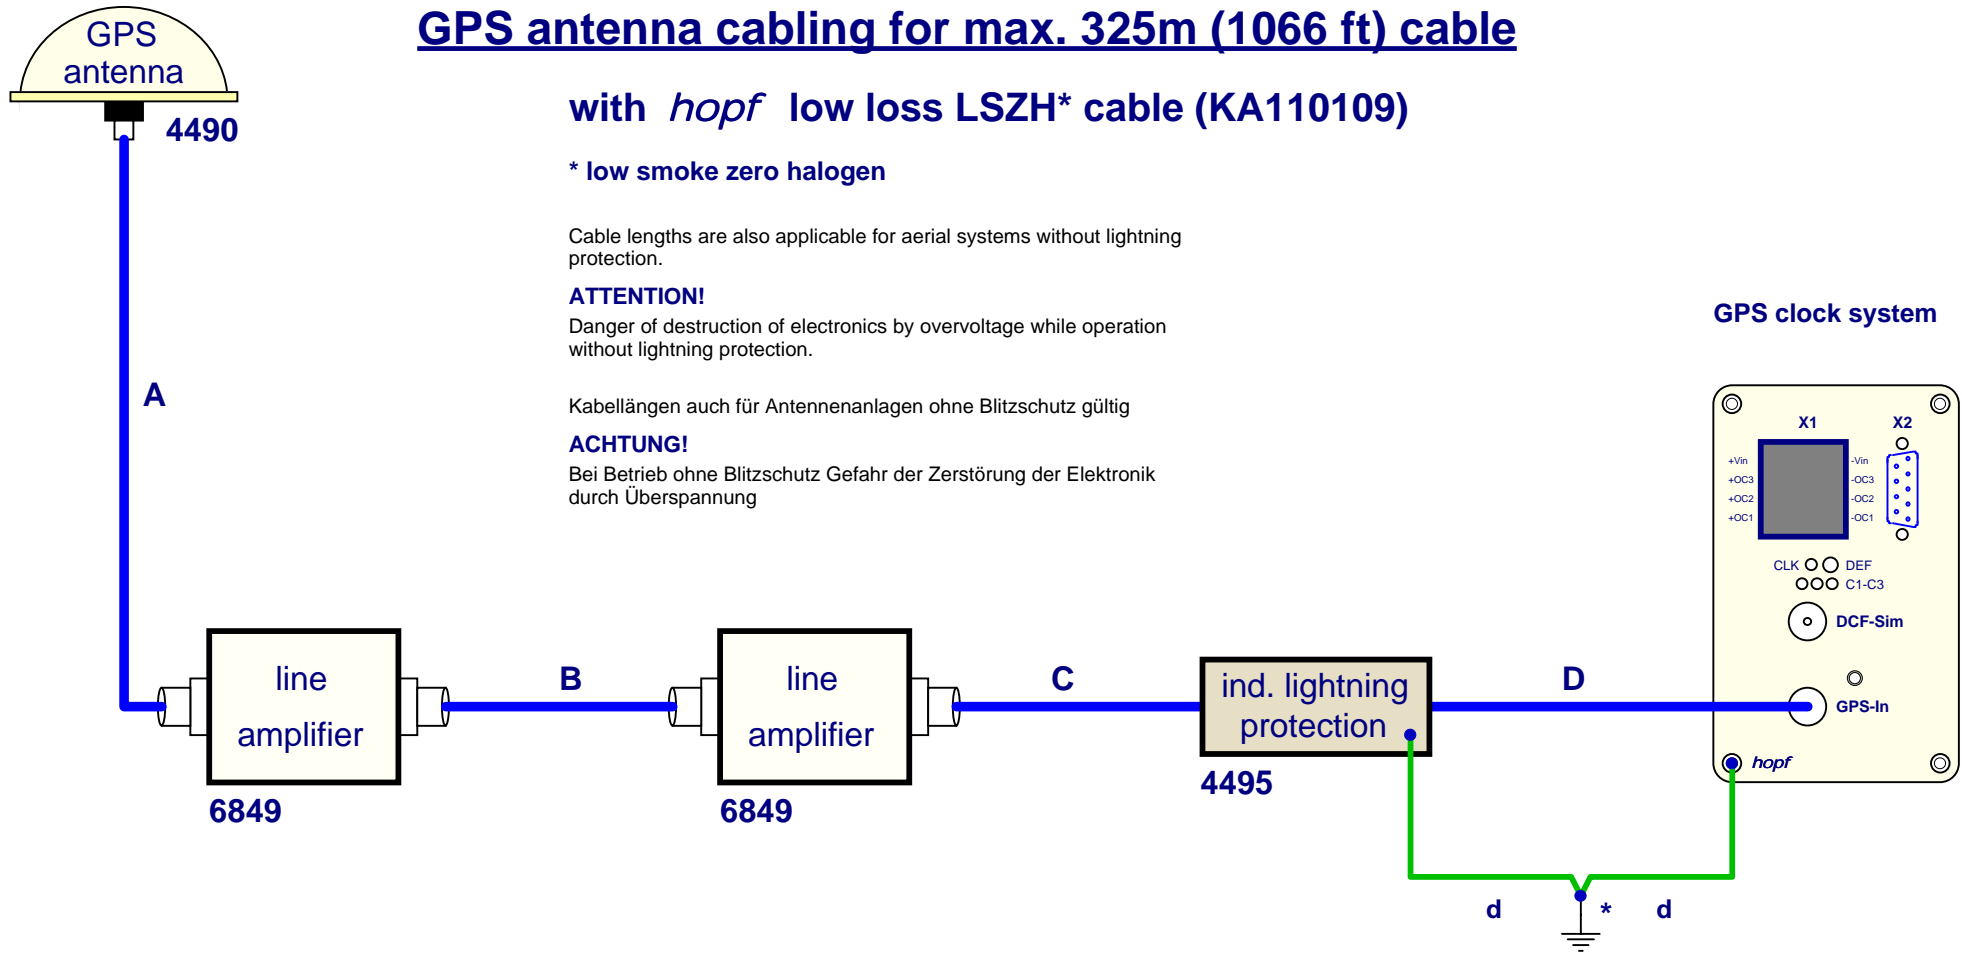 GPS antenna cabling for max. 325m (1066 ft) cable
GPS
antenna
4490
with hopf low loss LSZH* cable (KA110109)
* low smoke zero halogen
Cable lengths are also applicable for aerial systems without lightning
protection.
ATTENTION!
Danger of destruction of electronics by overvoltage while operation
without lightning protection.
Kabellängen auch für Antennenanlagen ohne Blitzschutz gültig
ACHTUNG!
Bei Betrieb ohne Blitzschutz Gefahr der Zerstörung der Elektronik
durch Überspannung
A
line
amplifier
6849
B
line
amplifier
6849
C
ind. lightning
protection
4495
D
GPS clock system
X1 X2
+Vin -Vin
+OC3 -OC3
+OC2 -OC2
+OC1 -OC1
CLK DEF
C1-C3
DCF-Sim
GPS-In
hopf
d * d